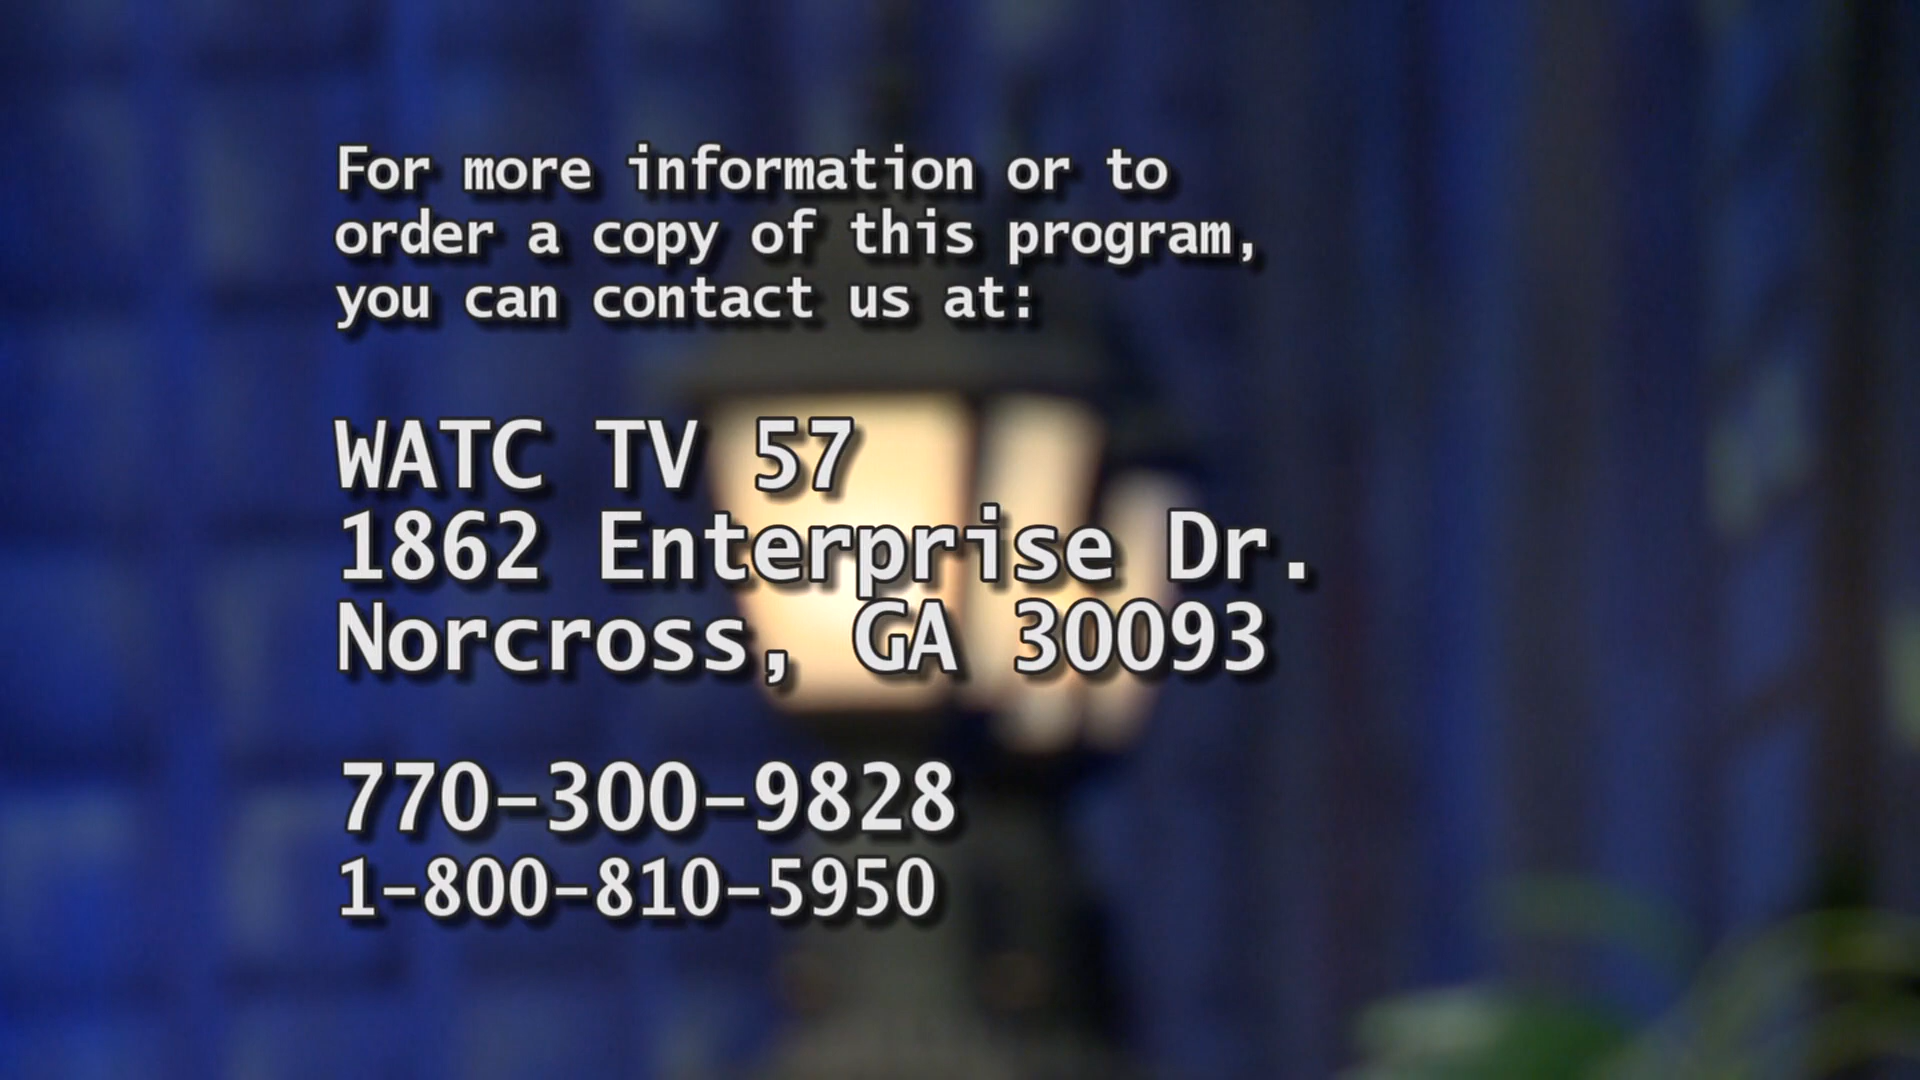 For more information or to
order a copy of this program,
you can contact us at:
WATC TV 57
1862 Enterprise Dr.
Norcross, GA 30093
770-300-9828
1-800-810-5950